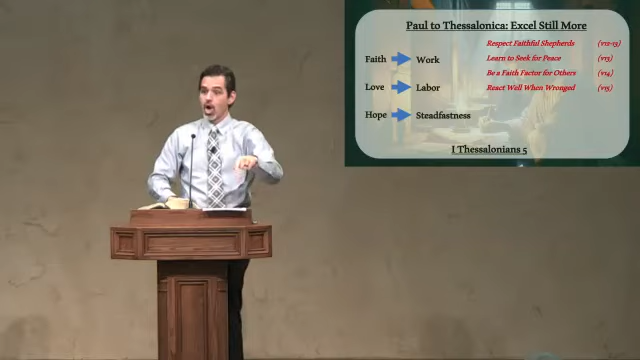 Paul to Thessalonica: Excel Still More
Respect Faithful Shepherds (v12-13)
Faith Work Learn to Seek for Peace (v13)
Be a Faith Factor for Others (v14)
Love Labor React Well When Wronged (v15)
Hope Steadfastness
I Thessalonians 5